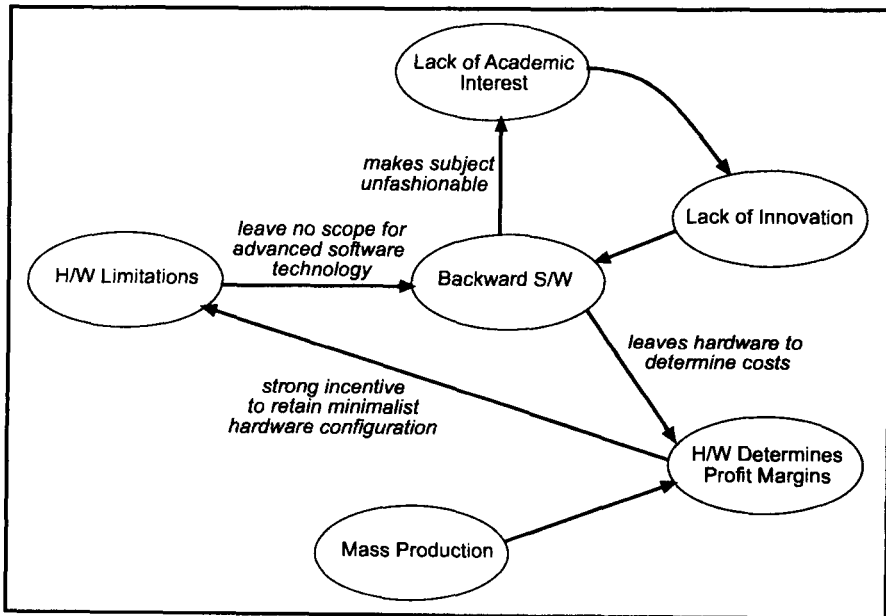 Lack of Academic
Interest
makes subject
unfashionable
Lack of Innovation
leave no scope for
advanced software
technology
H/W Limitations
Backward S/W
leaves hardware to
determine costs
strong incentive
to retain minimalist
hardware configuration
H/W Determines
Profit Margins
Mass Production